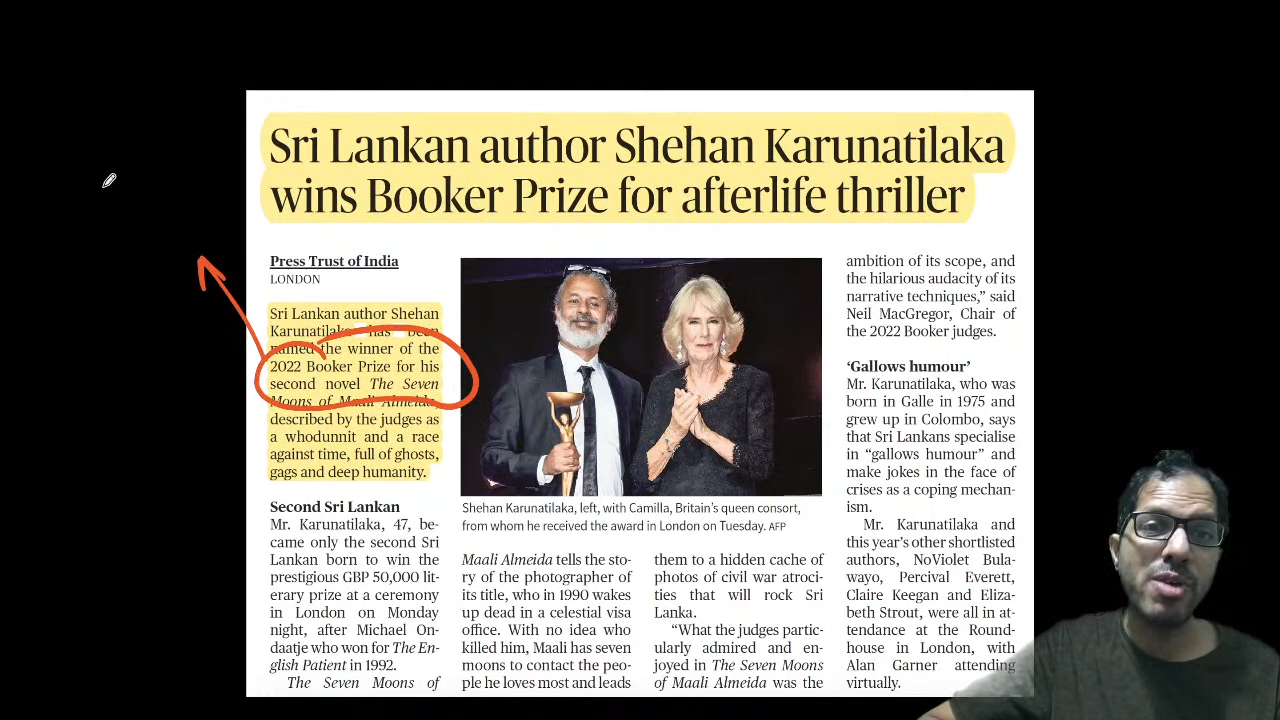 Sri Lankan author Shehan Karunatilaka
wins Booker Prize for afterlife thriller
Press Trust of India
LONDON
Sri Lankan author Shehan
Karunatilaka has been
named the winner of the
2022 Booker Prize for his
second novel The Seven
Moons of Maali Almeida,
described by the judges as
a whodunnit and a race
against time, full of ghosts,
gags and deep humanity.
Second Sri Lankan
Mr. Karunatilaka, 47, be-
came only the second Sri
Lankan born to win the
prestigious GBP 50,000 lit-
erary prize at a ceremony
in London on Monday
night, after Michael On-
daatje who won for The En-
glish Patient in 1992.
The Seven Moons of
Shehan Karunatilaka, left, with Camilla, Britain's queen consort,
from whom he received the award in London on Tuesday. AFP
Maali Almeida tells the sto-
ry of the photographer of
its title, who in 1990 wakes
up dead in a celestial visa
office. With no idea who
killed him, Maali has seven
moons to contact the peo-
ple he loves most and leads
them to a hidden cache of
photos of civil war atroci-
ties that will rock Sri
Lanka.
“What the judges partic-
ularly admired and en-
joyed in The Seven Moons
of Maali Almeida was the
ambition of its scope, and
the hilarious audacity of its
narrative techniques,” said
Neil MacGregor, Chair of
the 2022 Booker judges.
‘Gallows humour’
Mr. Karunatilaka, who was
born in Galle in 1975 and
grew up in Colombo, says
that Sri Lankans specialise
in “gallows humour” and
make jokes in the face of
crises as a coping mechan-
ism.
Mr. Karunatilaka and
this year's other shortlisted
authors, NoViolet Bula-
wayo, Percival Everett,
Claire Keegan and Eliza-
beth Strout, were all in at-
tendance at the Round-
house in London, with
Alan Garner attending
virtually.